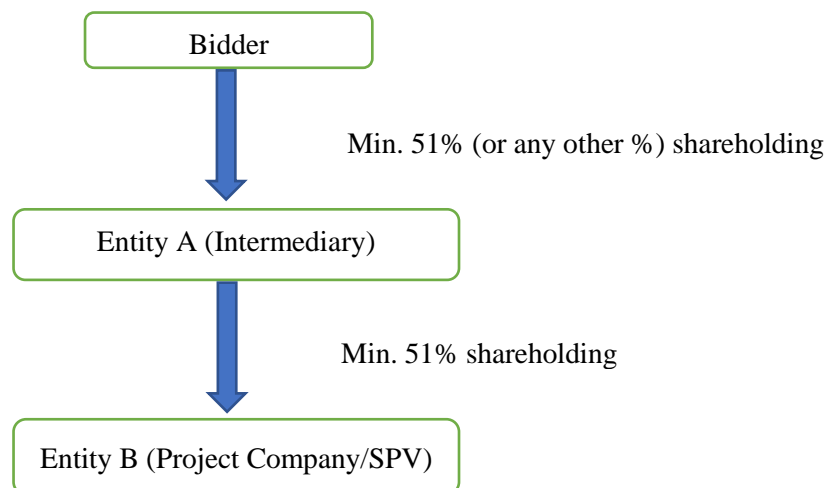 Bidder
Min. 51% (or any other %) shareholding
Entity A (Intermediary)
Min. 51% shareholding
Entity B (Project Company/SPV)